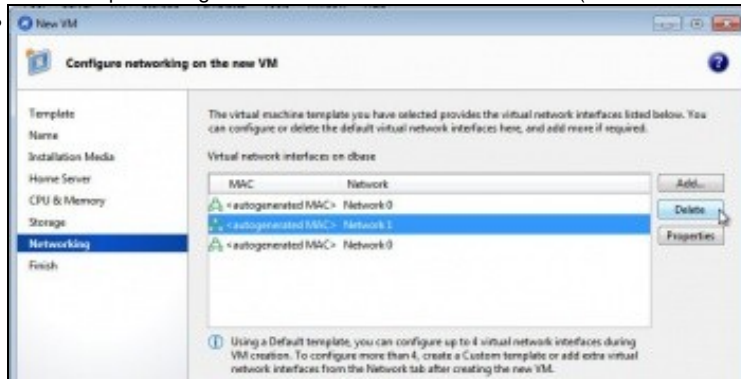 New VM
Configure networking on the new VM
Template
Name
Installation Media
Home Server
CPU & Memory
Storage
Networking
Finish
The virtual machine template you have selected provides the virtual network interfaces listed below. You
can configure or delete the default virtual network interfaces here, and add more if required.
Virtual network interfaces on dbase
MAC Network
<autogenerated MAC> Network 0
<autogenerated MAC> Network 1
<autogenerated MAC> Network 0
Add...
Delete
Properties
Using a Default template, you can configure up to 4 virtual network interfaces during
VM creation. To configure more than 4, create a Custom template or add extra virtual
network interfaces from the Network tab after creating the new VM.